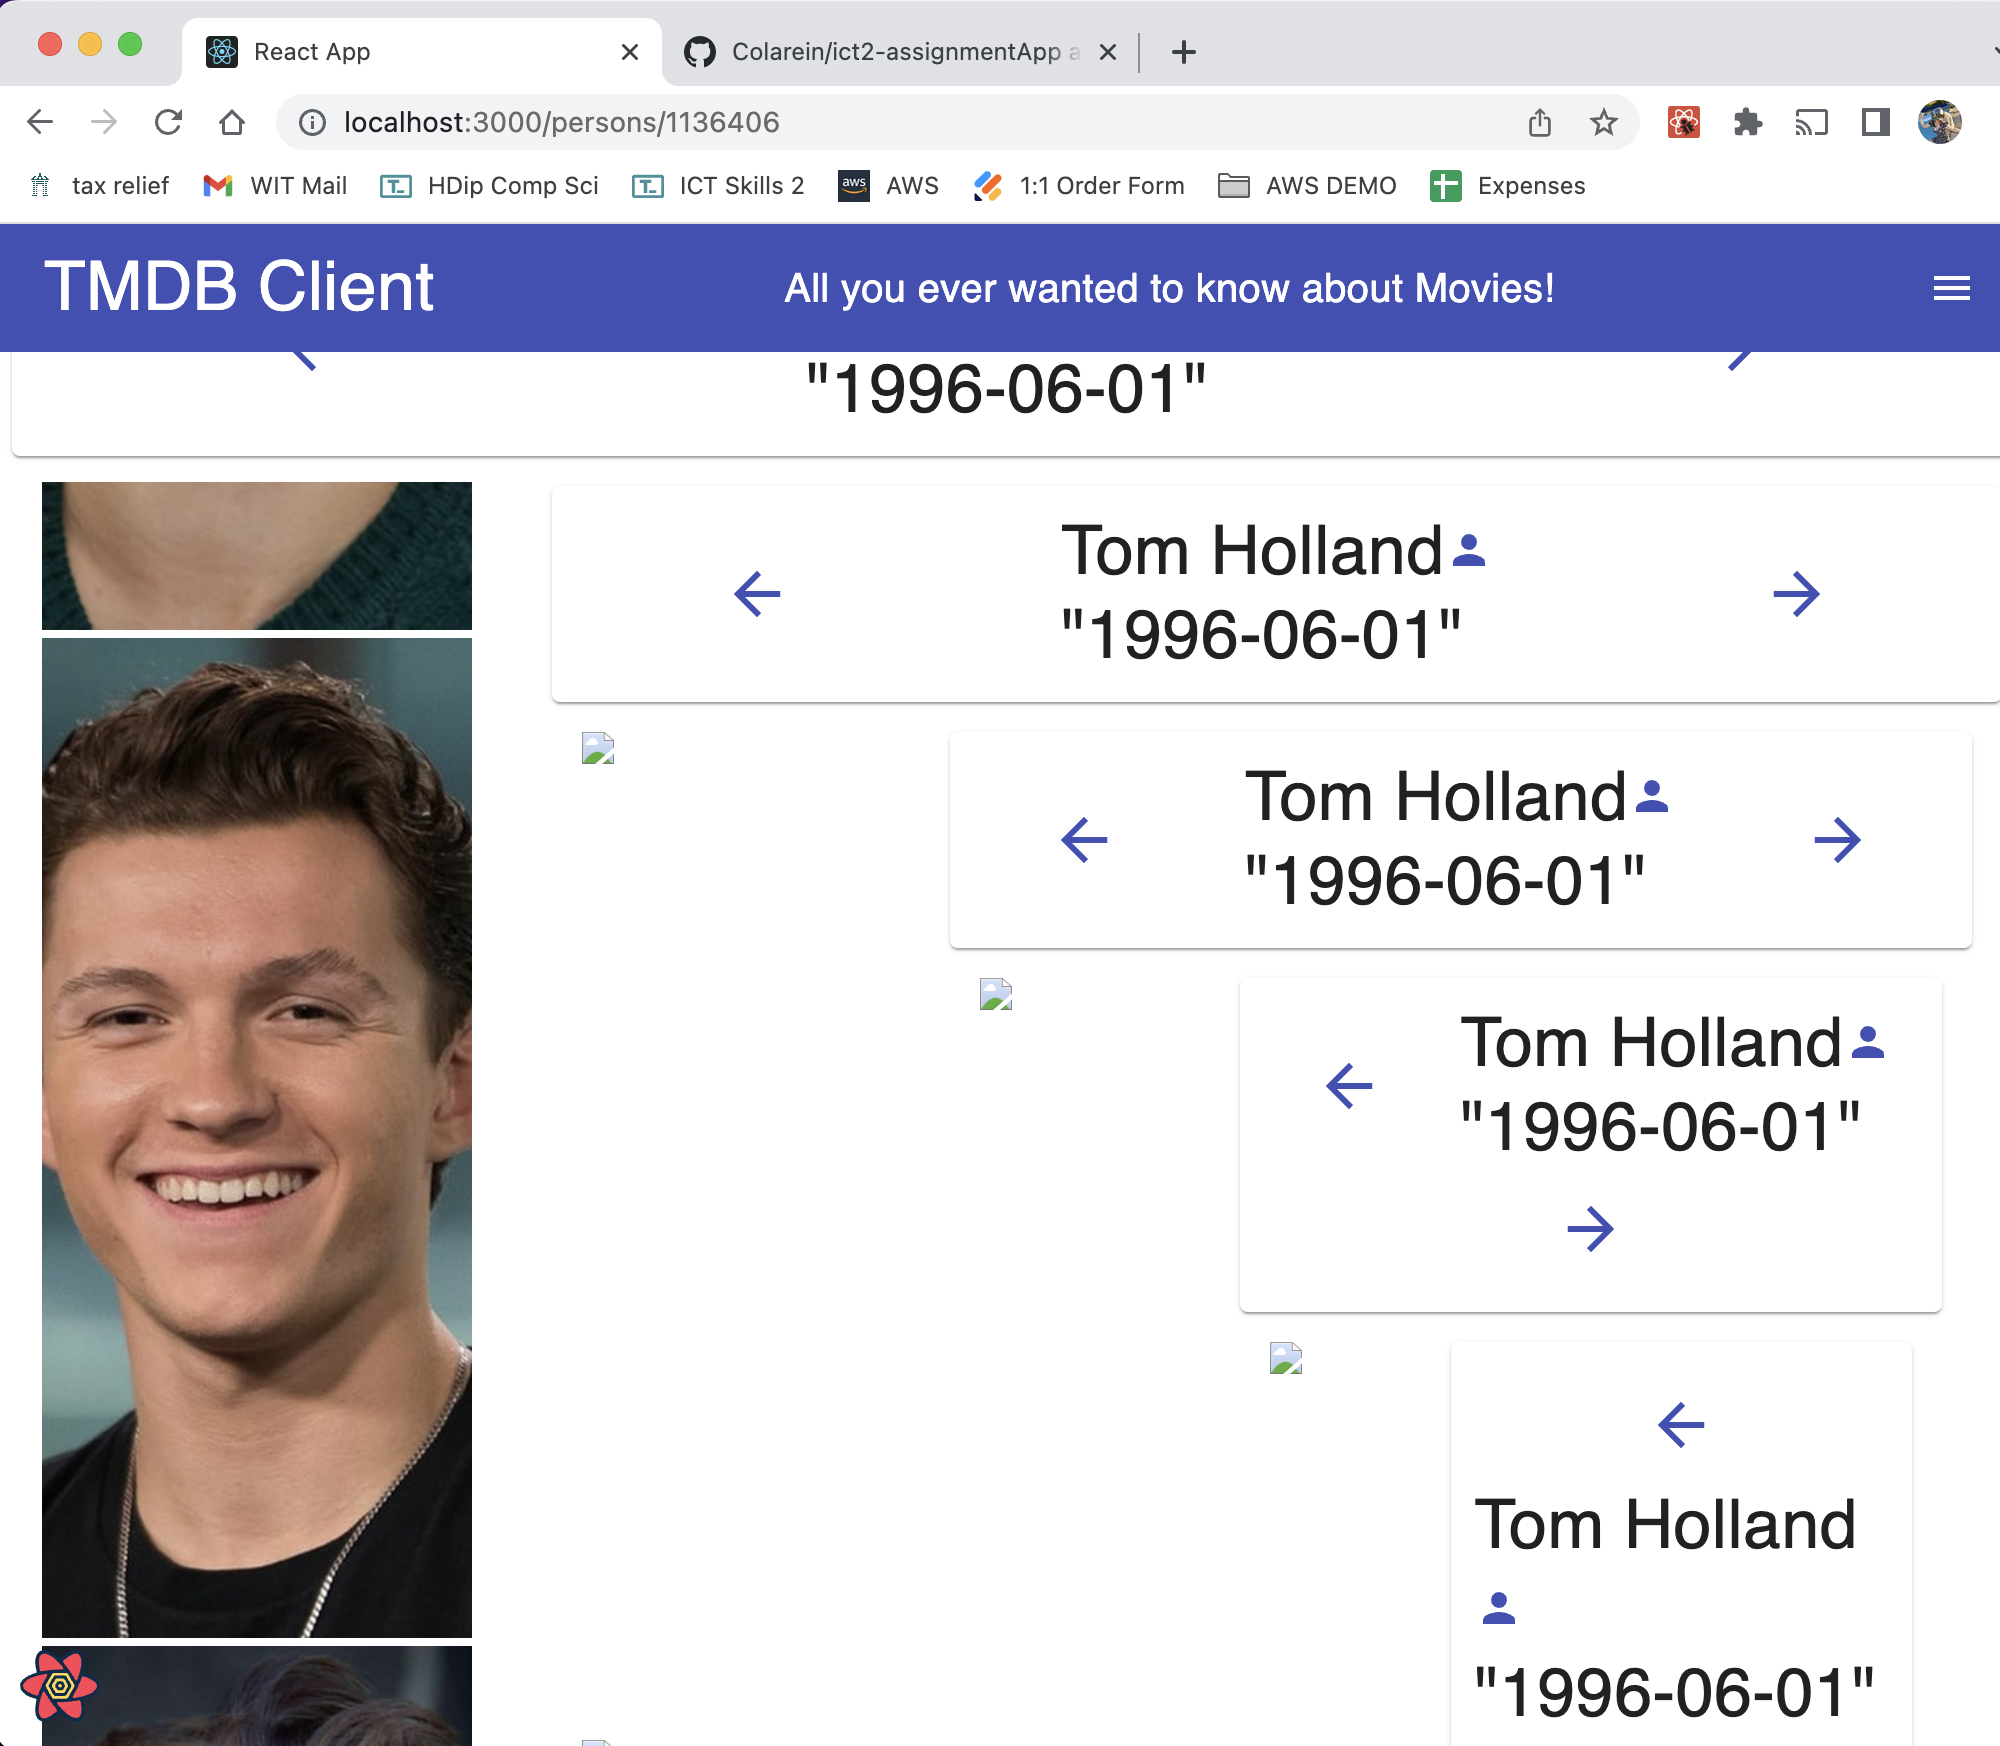 React App
Colarein/ict2-assignmentApp
localhost:3000/persons/1136406
tax relief
WIT Mail
HDip Comp Sci
ICT Skills 2
aws
AWS
1:1 Order Form
AWS DEMO
Expenses
TMDB Client
All you ever wanted to know about Movies!
"1996-06-01"
Tom Holland
"1996-06-01"
Tom Holland
"1996-06-01"
Tom Holland
"1996-06-01"
Tom Holland
"1996-06-01"